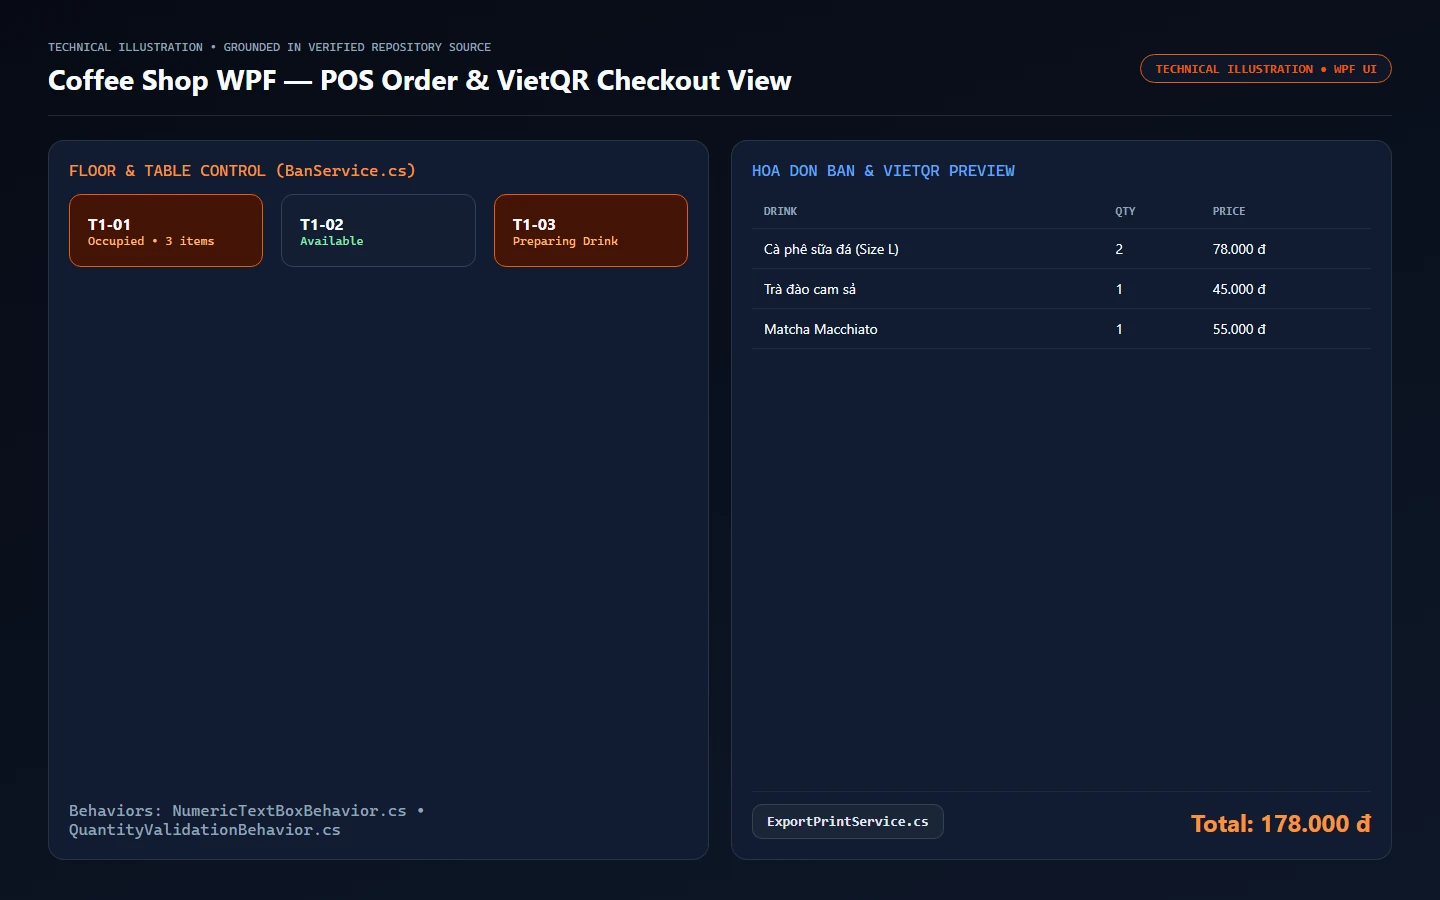 TECHNICAL ILLUSTRATION • GROUNDED IN VERIFIED REPOSITORY SOURCE
Coffee Shop WPF — POS Order & VietQR Checkout View
TECHNICAL ILLUSTRATION • WPF UI
FLOOR & TABLE CONTROL (BanService.cs)
T1-01
Occupied • 3 items
T1-02
Available
T1-03
Preparing Drink
Behaviors: NumericTextBoxBehavior.cs •
QuantityValidationBehavior.cs
HOA DON BAN & VIETQR PREVIEW
DRINK QTY PRICE
Cà phê sữa đá (Size L) 2 78.000 đ
Trà đào cam sả 1 45.000 đ
Matcha Macchiato 1 55.000 đ
ExportPrintService.cs
Total: 178.000 đ